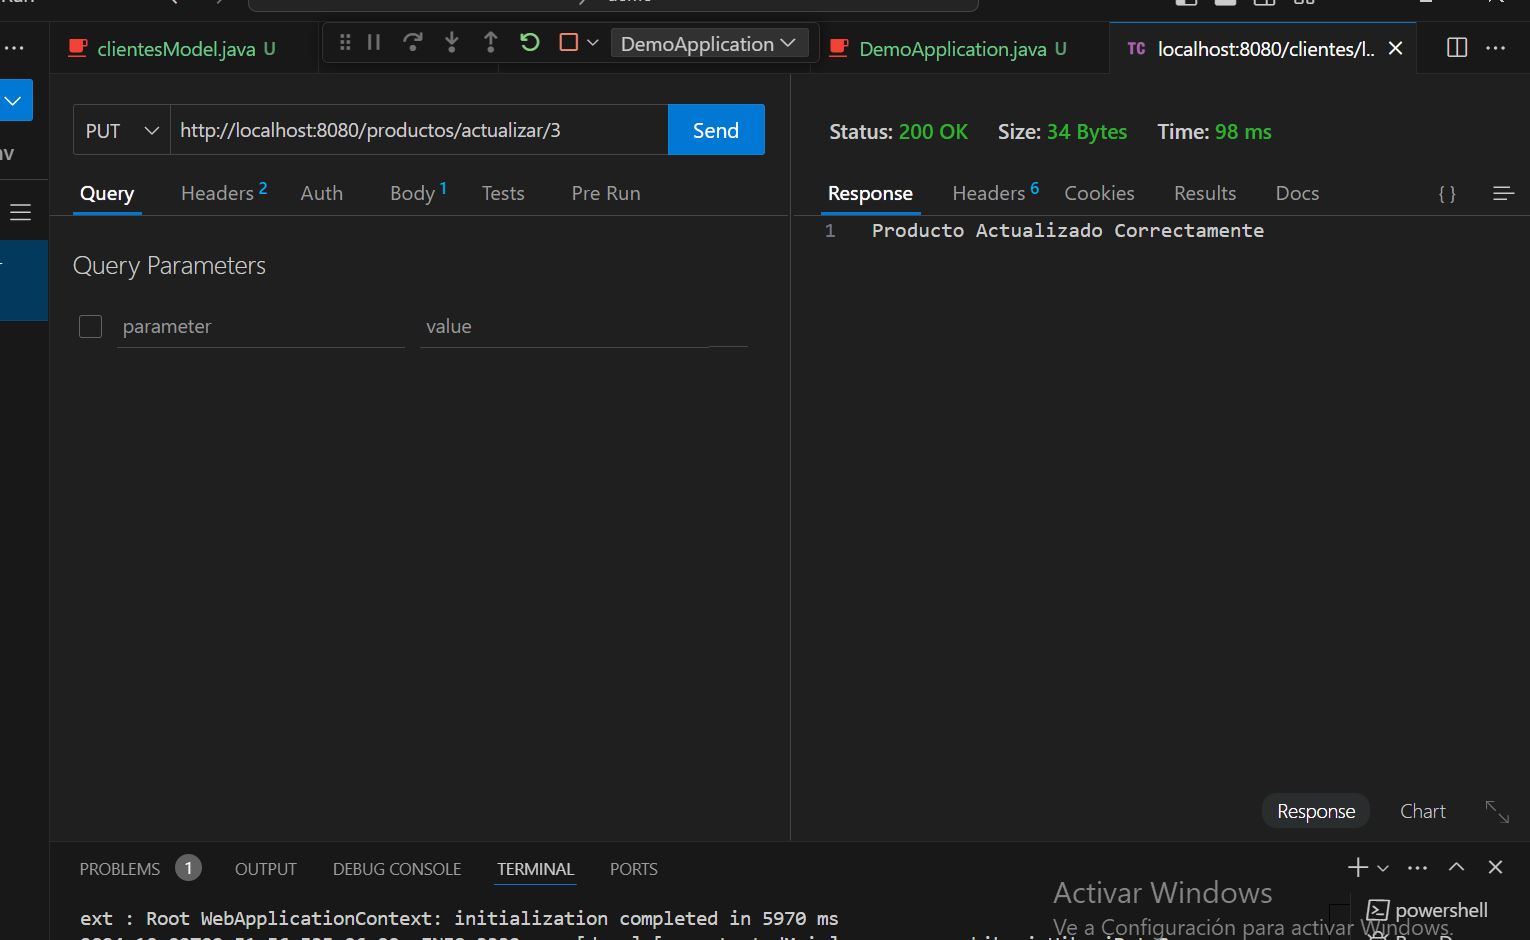 clientesModel.java U
DemoApplication
DemoApplication.java U
TC localhost:8080/clientes/l..
PUT
http://localhost:8080/productos/actualizar/3
Send
Status: 200 OK Size: 34 Bytes Time: 98 ms
Query Headers 2 Auth Body 1 Tests Pre Run
Response Headers 6 Cookies Results Docs { }
1 Producto Actualizado Correctamente
Query Parameters
parameter value
Response Chart
PROBLEMS 1 OUTPUT DEBUG CONSOLE TERMINAL PORTS
Activar Windows
Ve a Configuración para activar Windows.
powershell
ext : Root WebApplicationContext: initialization completed in 5970 ms